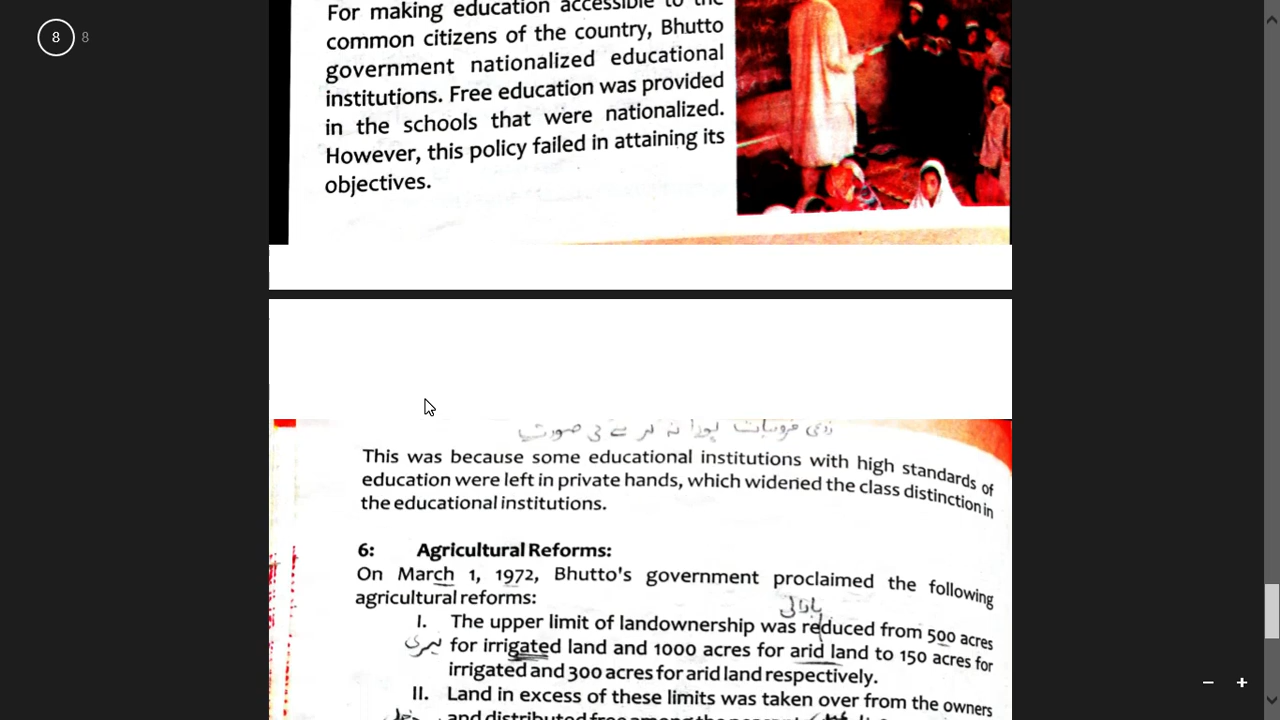 8 8
For making education accessible to the
common citizens of the country, Bhutto
government nationalized educational
institutions. Free education was provided
in the schools that were nationalized.
However, this policy failed in attaining its
objectives.
This was because some educational institutions with high standards of
education were left in private hands, which widened the class distinction in
the educational institutions.
6: Agricultural Reforms:
On March 1, 1972, Bhutto's government proclaimed the following
agricultural reforms:
I. The upper limit of landownership was reduced from 500 acres
for irrigated land and 1000 acres for arid land to 150 acres for
irrigated and 300 acres for arid land respectively.
II. Land in excess of these limits was taken over from the owners
and distributed free among the